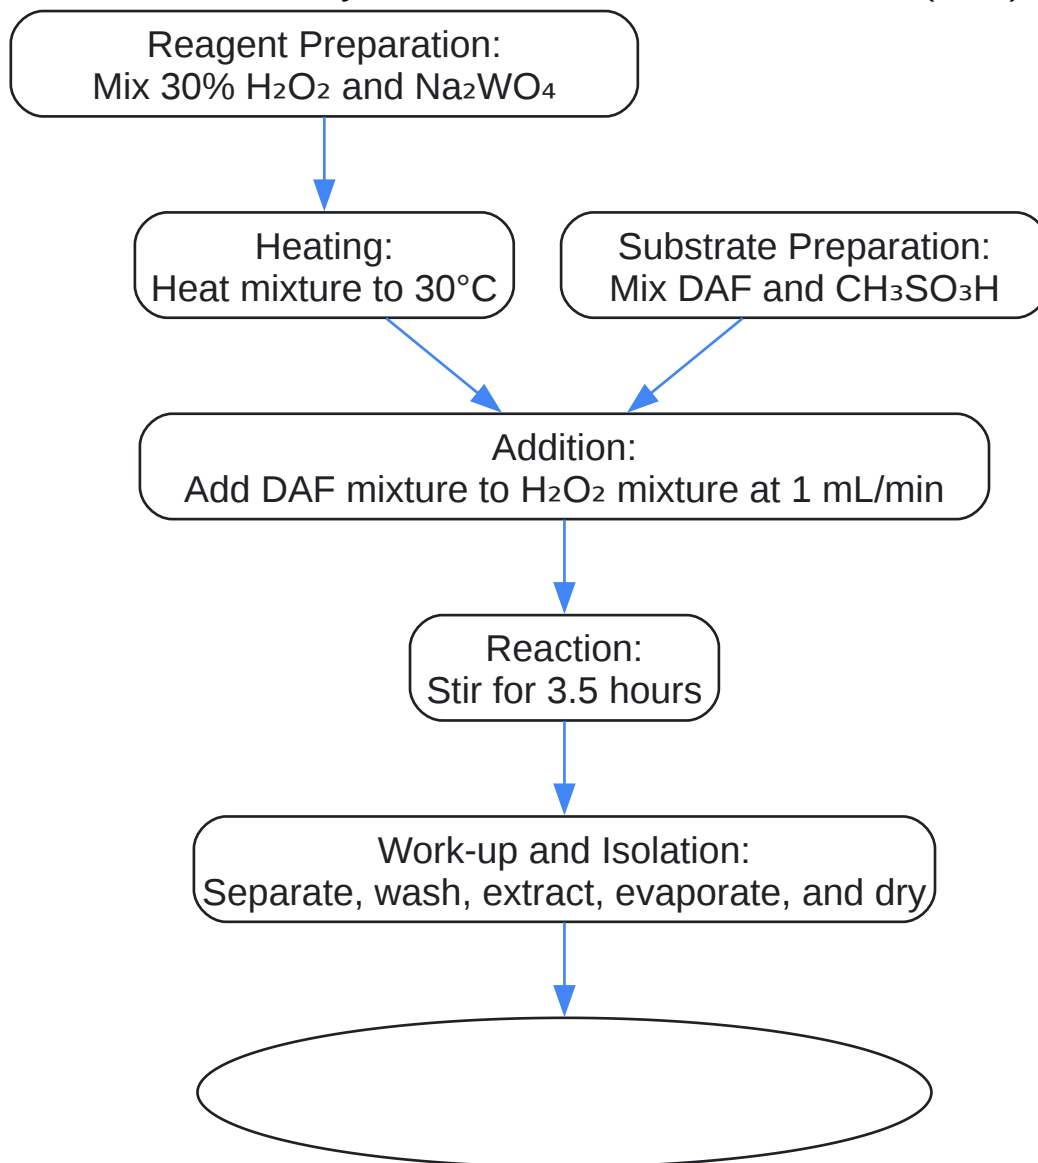 Reagent Preparation:
Mix 30% H₂O₂ and Na₂WO₄
Heating:
Heat mixture to 30°C
Substrate Preparation:
Mix DAF and CH₃SO₃H
Addition:
Add DAF mixture to H₂O₂ mixture at 1 mL/min
Reaction:
Stir for 3.5 hours
Work-up and Isolation:
Separate, wash, extract, evaporate, and dry